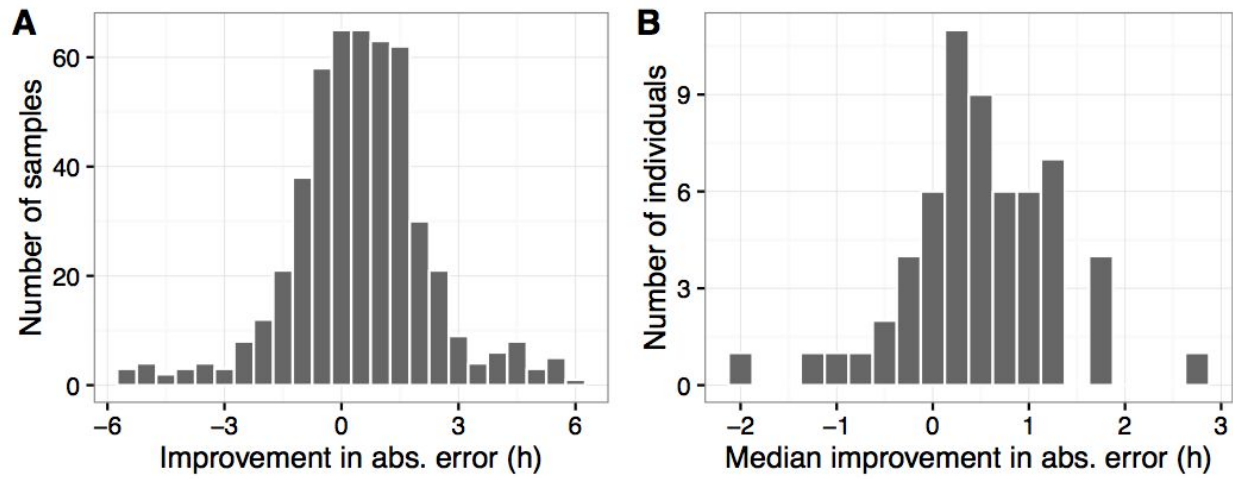 A
Number of samples
60
40
20
0
−6 −3 0 3 6
Improvement in abs. error (h)
B
Number of individuals
9
6
3
0
−2 −1 0 1 2 3
Median improvement in abs. error (h)